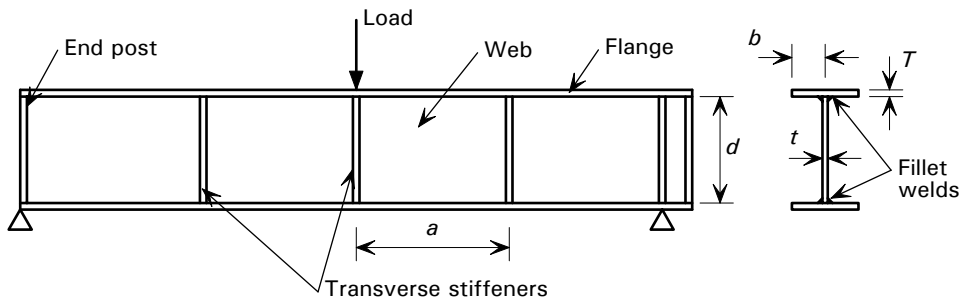 Load
End post
Web
Flange
b
T
d
t
Fillet
welds
a
Transverse stiffeners